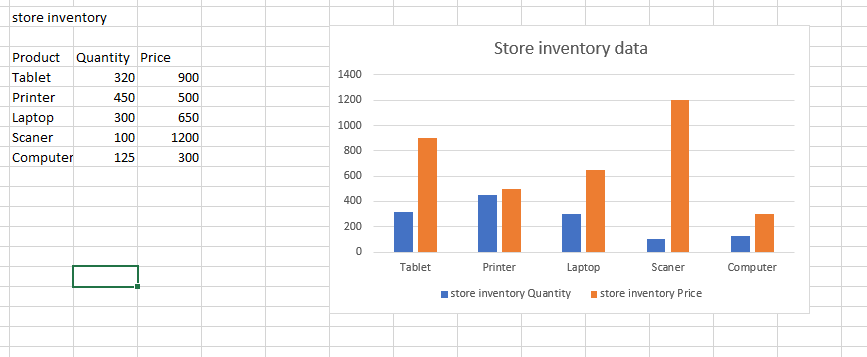 store inventory
Product Quantity Price
Tablet 320 900
Printer 450 500
Laptop 300 650
Scaner 100 1200
Computer 125 300
Store inventory data
1400
1200
1000
800
600
400
200
0
Tablet Printer Laptop Scaner Computer
store inventory Quantity store inventory Price